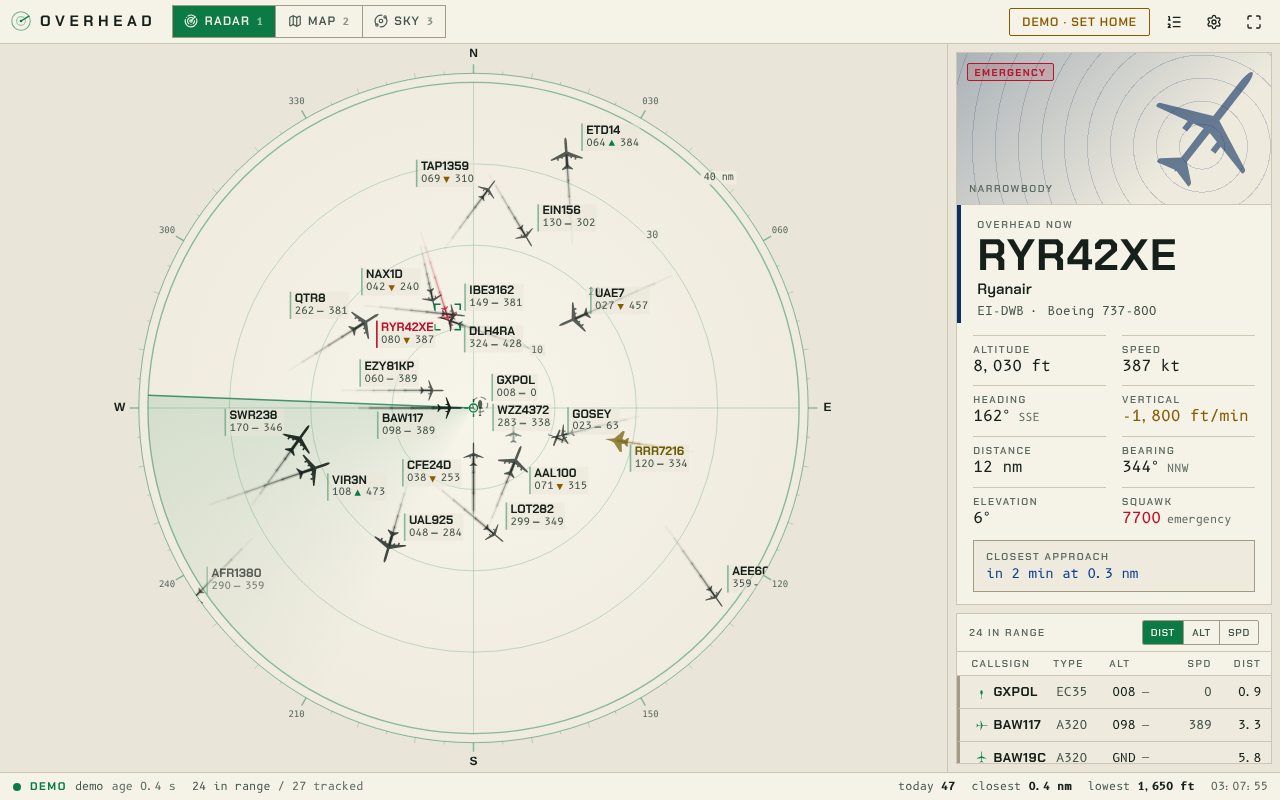 OVERHEAD
RADAR 1
MAP 2
SKY 3
DEMO · SET HOME
N
330
030
300
060
W
E
240
120
210
150
S
40 nm
30
10
ETD14
064 ▲ 384
TAP1359
069 ▼ 310
EIN156
130 — 302
NAX1D
042 ▼ 240
IBE3162
149 — 381
QTR8
262 — 381
UAE7
027 ▼ 457
RYR42XE
080 ▼ 387
DLH4RA
324 — 428
EZY81KP
060 — 389
GXPOL
008 — 0
BAW117
098 — 389
WZZ4372
283 — 338
GOSEY
023 — 63
SWR238
170 — 346
RRR7216
120 — 334
CFE24D
038 ▼ 253
AAL100
071 ▼ 315
VIR3N
108 ▲ 473
LOT282
299 — 349
UAL925
048 — 284
AFR1380
290 — 359
359 -
EMERGENCY
NARROWBODY
OVERHEAD NOW
RYR42XE
Ryanair
EI-DWB · Boeing 737-800
ALTITUDE
8,030 ft
SPEED
387 kt
HEADING
162° SSE
VERTICAL
-1,800 ft/min
DISTANCE
12 nm
BEARING
344° NNW
ELEVATION
6°
SQUAWK
7700 emergency
CLOSEST APPROACH
in 2 min at 0.3 nm
24 IN RANGE
DIST ALT SPD
CALLSIGN TYPE ALT SPD DIST
GXPOL EC35 008 — 0 0.9
BAW117 A320 098 — 389 3.3
BAW19C A320 GND — 5.8
DEMO demo age 0.4 s 24 in range / 27 tracked
today 47 closest 0.4 nm lowest 1,650 ft 03:07:55